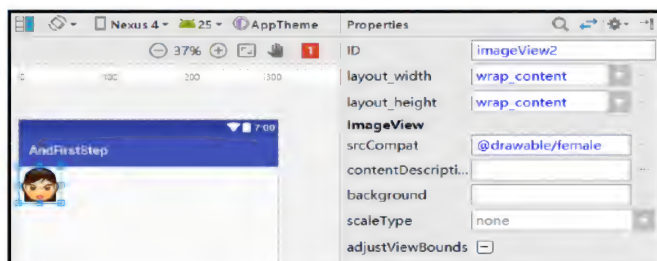 Nexus 4 25 AppTheme
37% 1
0 100 200 300
7:00
AndFirstStep
Properties
ID imageView2
layout_width wrap_content
layout_height wrap_content
ImageView
srcCompat @drawable/female
contentDescripti...
background
scaleType none
adjustViewBounds